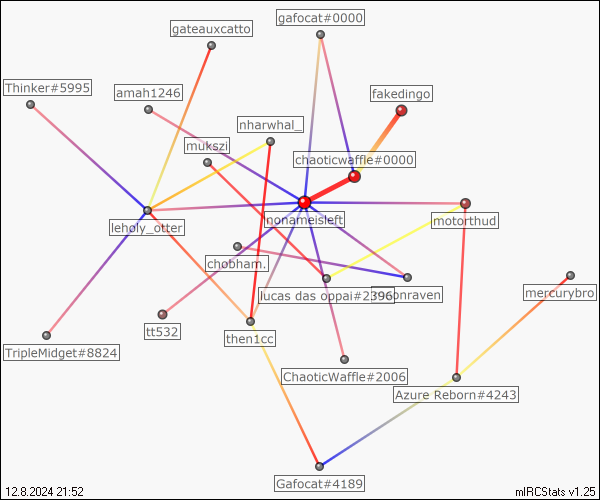 gafocat#0000
gateauxcatto
Thinker#5995
amah1246
fakedingo
nharwhal_
mukszi
chaoticwaffle#0000
nonameisleft
leholy_otter
motorthud
chobham.
lucas das oppai#2396
onraven
mercurybro
tt532
then1cc
TripleMidget#8824
ChaoticWaffle#2006
Azure Reborn#4243
Gafocat#4189
12.8.2024 21:52
mIRCStats v1.25